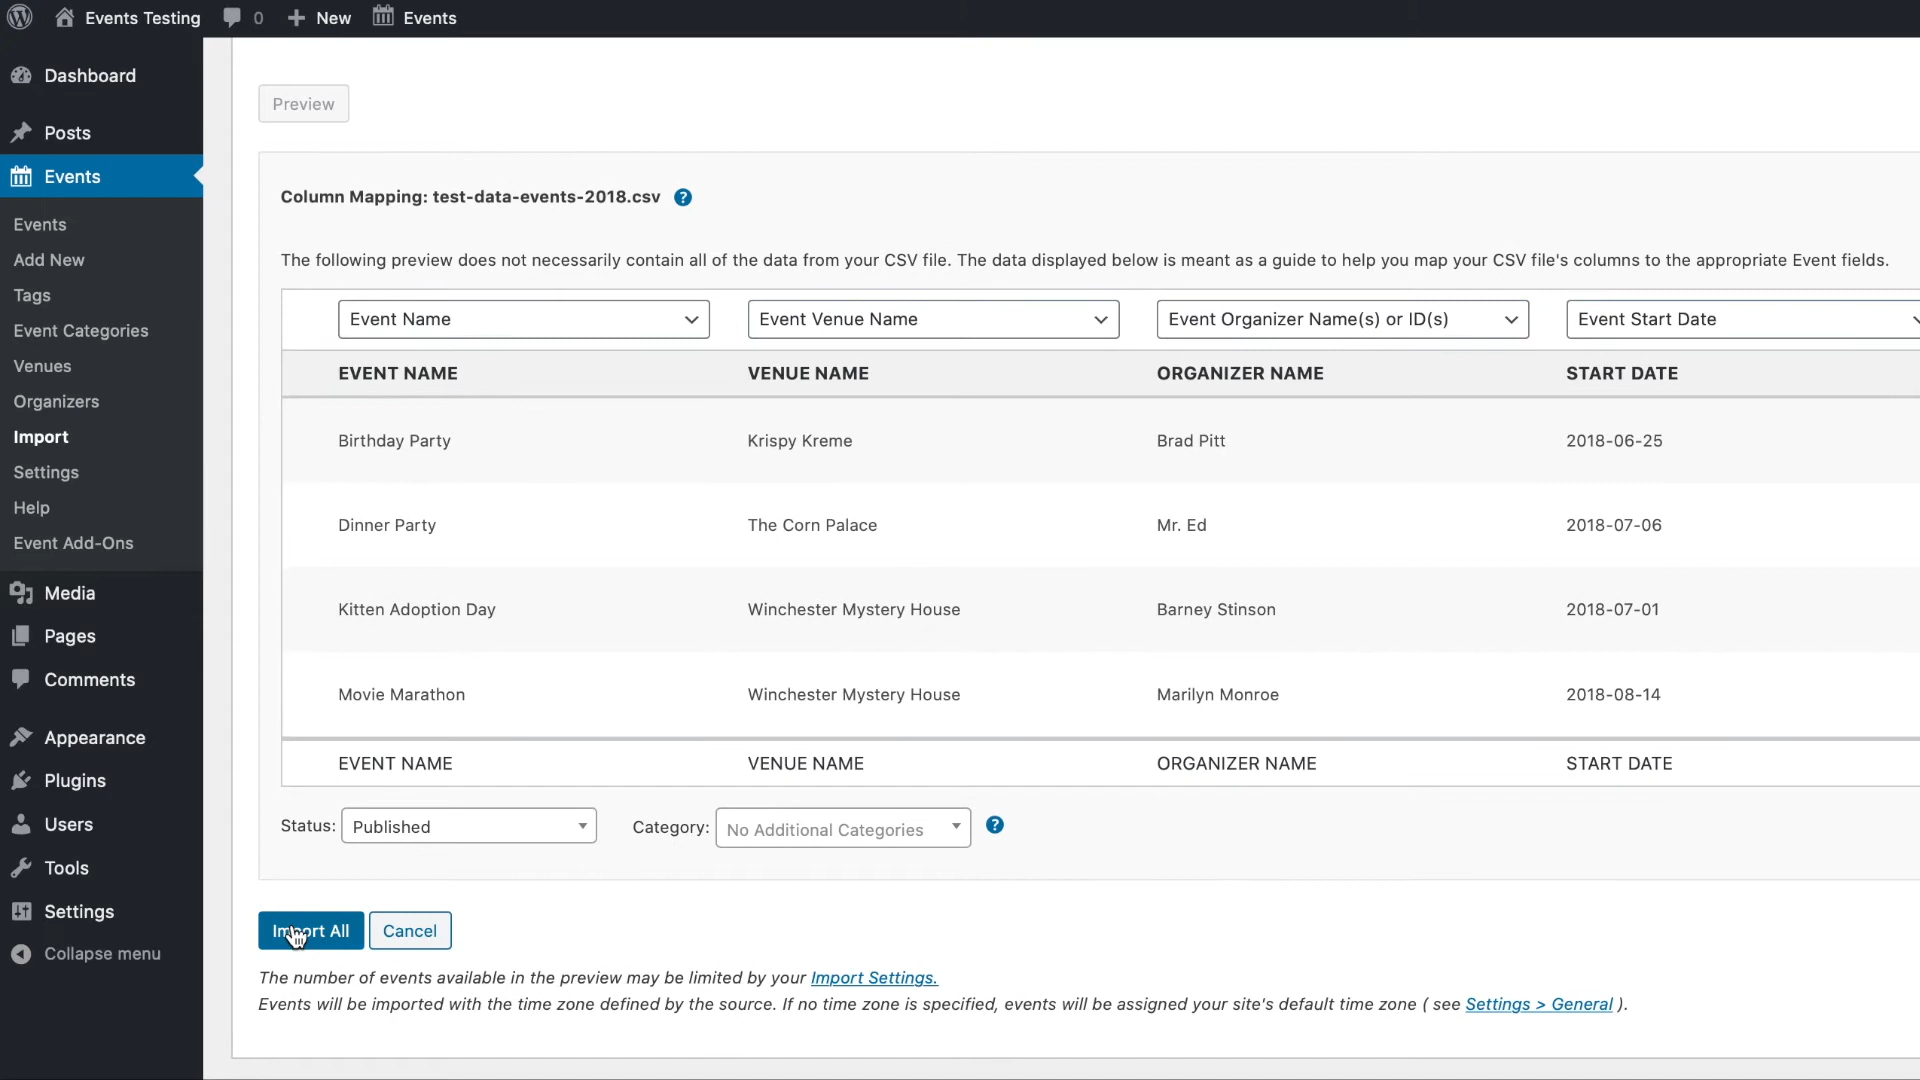 Events Testing 0 New Events
Dashboard
Posts
Events
Events
Add New
Tags
Event Categories
Venues
Organizers
Import
Settings
Help
Event Add-Ons
Media
Pages
Comments
Appearance
Plugins
Users
Tools
Settings
Collapse menu
Preview
Column Mapping: test-data-events-2018.csv ?
The following preview does not necessarily contain all of the data from your CSV file. The data displayed below is meant as a guide to help you map your CSV file's columns to the appropriate Event fields.
Event Name Event Venue Name Event Organizer Name(s) or ID(s) Event Start Date
EVENT NAME VENUE NAME ORGANIZER NAME START DATE
Birthday Party Krispy Kreme Brad Pitt 2018-06-25
Dinner Party The Corn Palace Mr. Ed 2018-07-06
Kitten Adoption Day Winchester Mystery House Barney Stinson 2018-07-01
Movie Marathon Winchester Mystery House Marilyn Monroe 2018-08-14
EVENT NAME VENUE NAME ORGANIZER NAME START DATE
Status: Published Category: No Additional Categories ?
Import All Cancel
The number of events available in the preview may be limited by your Import Settings.
Events will be imported with the time zone defined by the source. If no time zone is specified, events will be assigned your site's default time zone ( see Settings > General ).